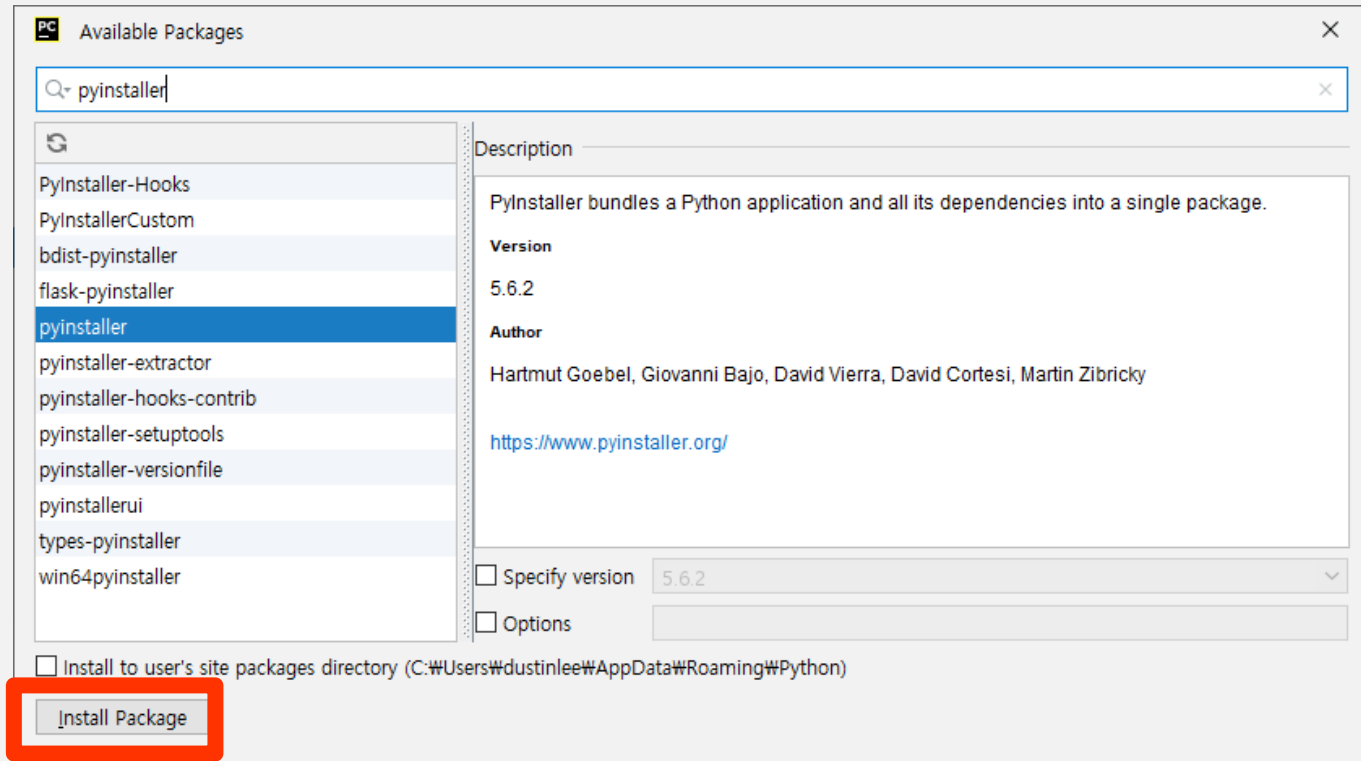 PC Available Packages
pyinstaller
PyInstaller-Hooks
PyInstallerCustom
bdist-pyinstaller
flask-pyinstaller
pyinstaller
pyinstaller-extractor
pyinstaller-hooks-contrib
pyinstaller-setuptools
pyinstaller-versionfile
pyinstallerui
types-pyinstaller
win64pyinstaller
Description
PyInstaller bundles a Python application and all its dependencies into a single package.
Version
5.6.2
Author
Hartmut Goebel, Giovanni Bajo, David Vierra, David Cortesi, Martin Zibricky
https://www.pyinstaller.org/
Specify version 5.6.2
Options
Install to user's site packages directory (C:₩Users₩dustinlee₩AppData₩Roaming₩Python)
Install Package